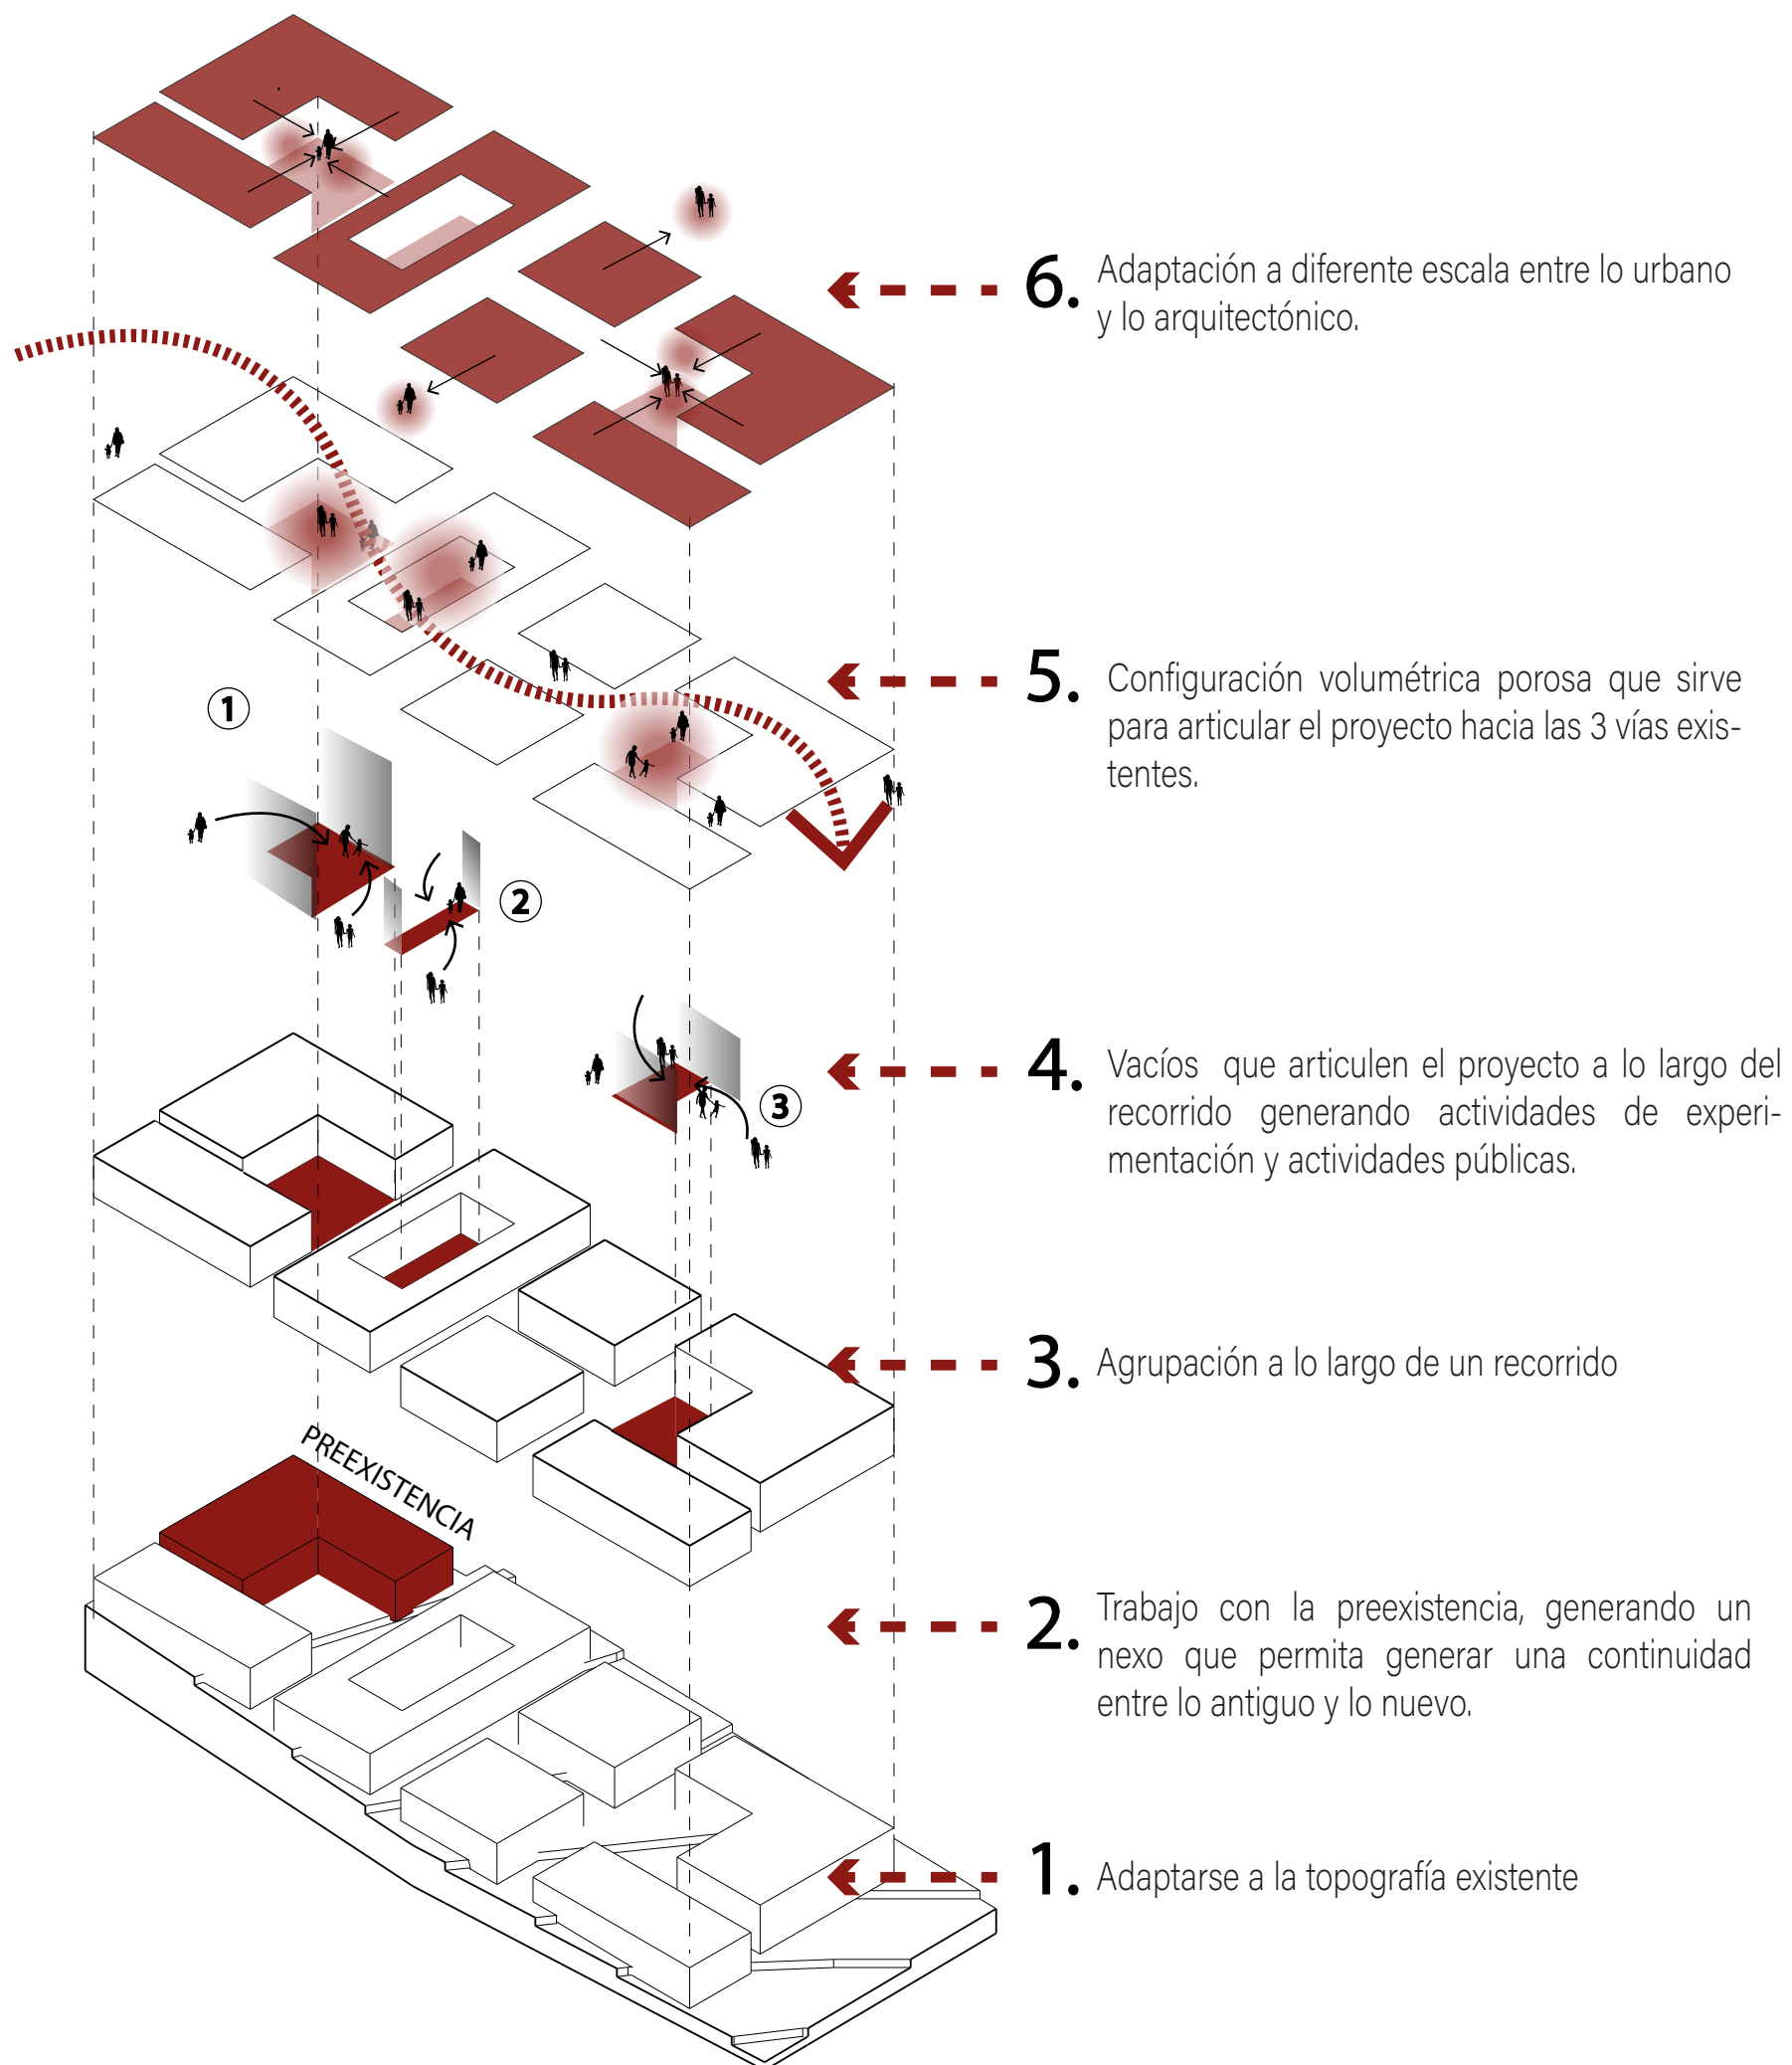 6. Adaptación a diferente escala entre lo urbano
y lo arquitectónico.
5. Configuración volumétrica porosa que sirve
para articular el proyecto hacia las 3 vías exis-
tentes.
1
2
4. Vacíos que articulen el proyecto a lo largo del
recorrido generando actividades de experi-
mentación y actividades públicas.
3
3. Agrupación a lo largo de un recorrido
PREEXISTENCIA
2. Trabajo con la preexistencia, generando un
nexo que permita generar una continuidad
entre lo antiguo y lo nuevo.
1. Adaptarse a la topografía existente